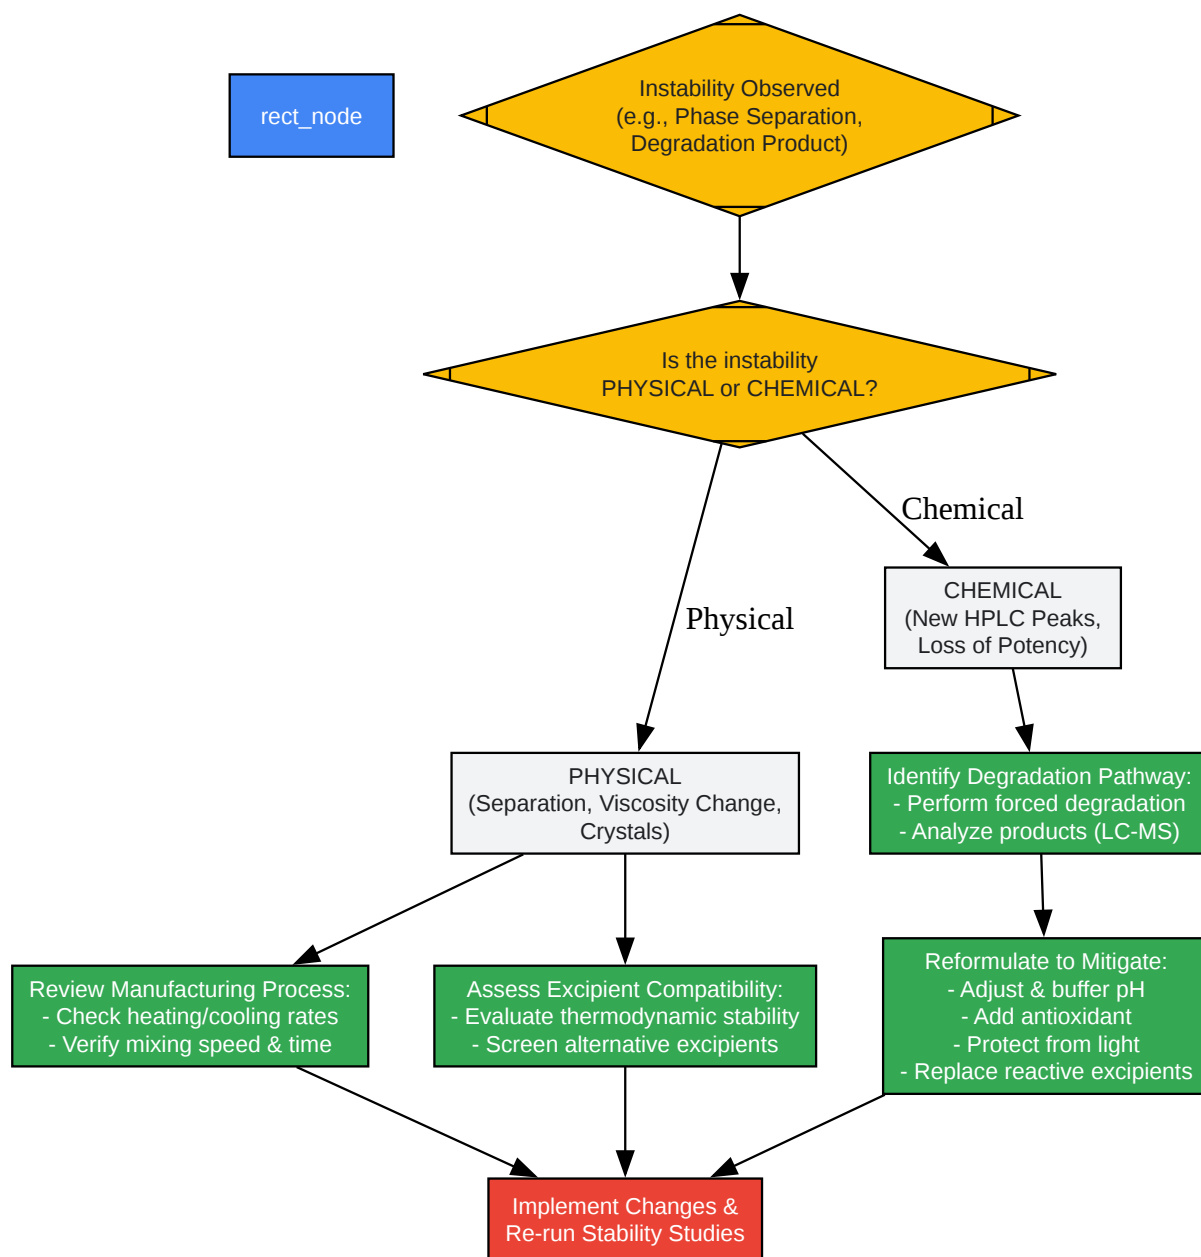 rect_node
Instability Observed
(e.g., Phase Separation,
Degradation Product)
Is the instability
PHYSICAL or CHEMICAL?
Chemical
Physical
CHEMICAL
(New HPLC Peaks,
Loss of Potency)
PHYSICAL
(Separation, Viscosity Change,
Crystals)
Identify Degradation Pathway:
- Perform forced degradation
- Analyze products (LC-MS)
Review Manufacturing Process:
- Check heating/cooling rates
- Verify mixing speed & time
Assess Excipient Compatibility:
- Evaluate thermodynamic stability
- Screen alternative excipients
Reformulate to Mitigate:
- Adjust & buffer pH
- Add antioxidant
- Protect from light
- Replace reactive excipients
Implement Changes &
Re-run Stability Studies